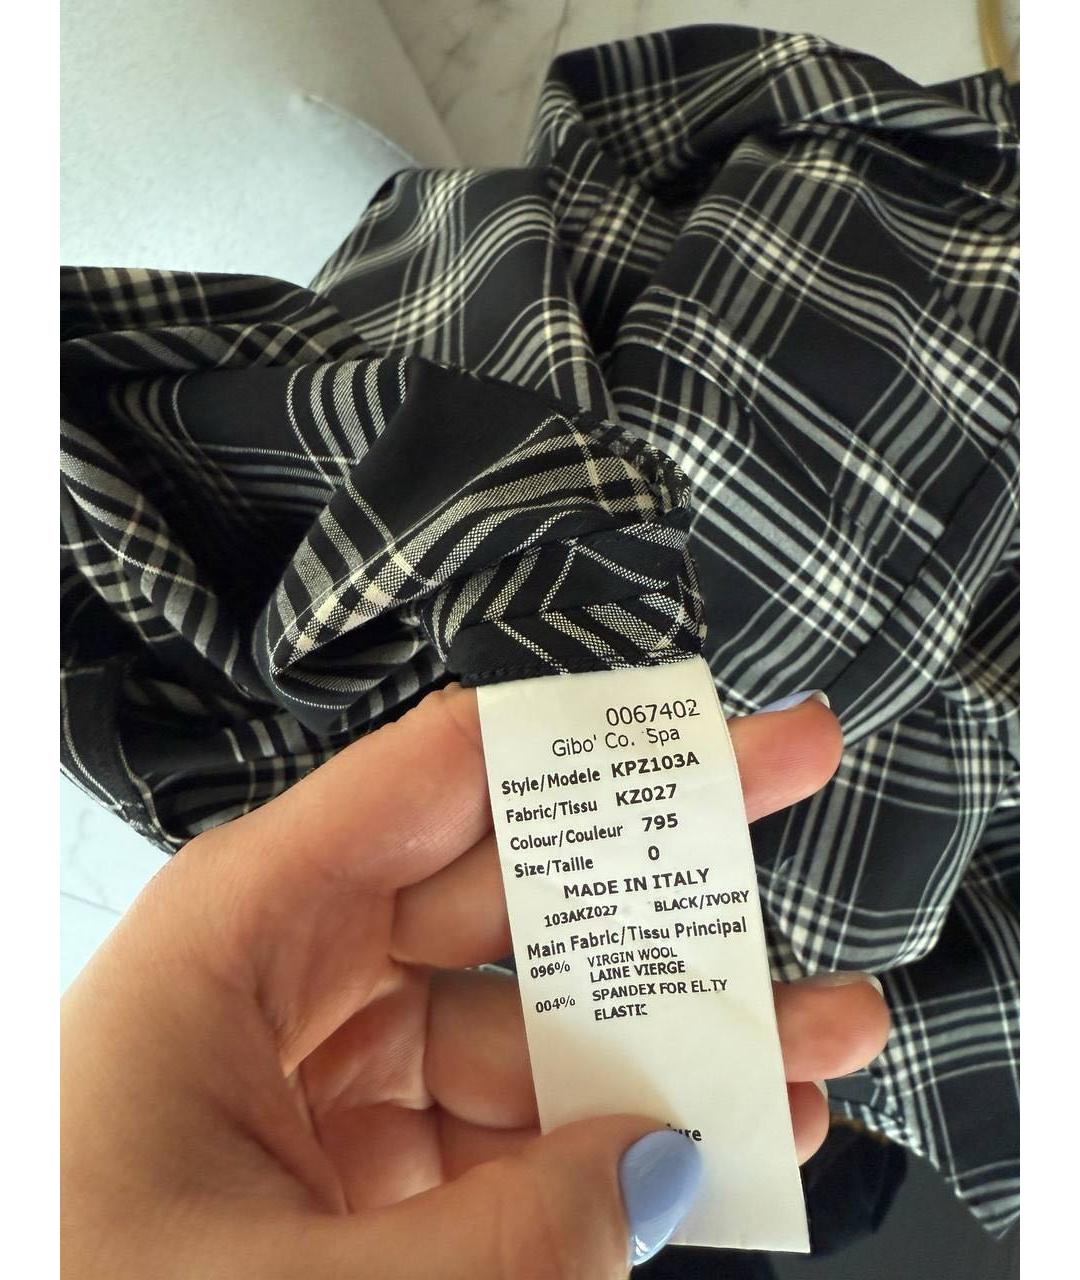 0067402
Gibo' Co. Spa
Style/Modele KPZ103A
Fabric/Tissu KZ027
Colour/Couleur 795
Size/Taille 0
MADE IN ITALY
103AKZ027 BLACK/IVORY
Main Fabric/Tissu Principal
096% VIRGIN WOOL
LAINE VIERGE
004% SPANDEX FOR EL.TY
ELASTIC